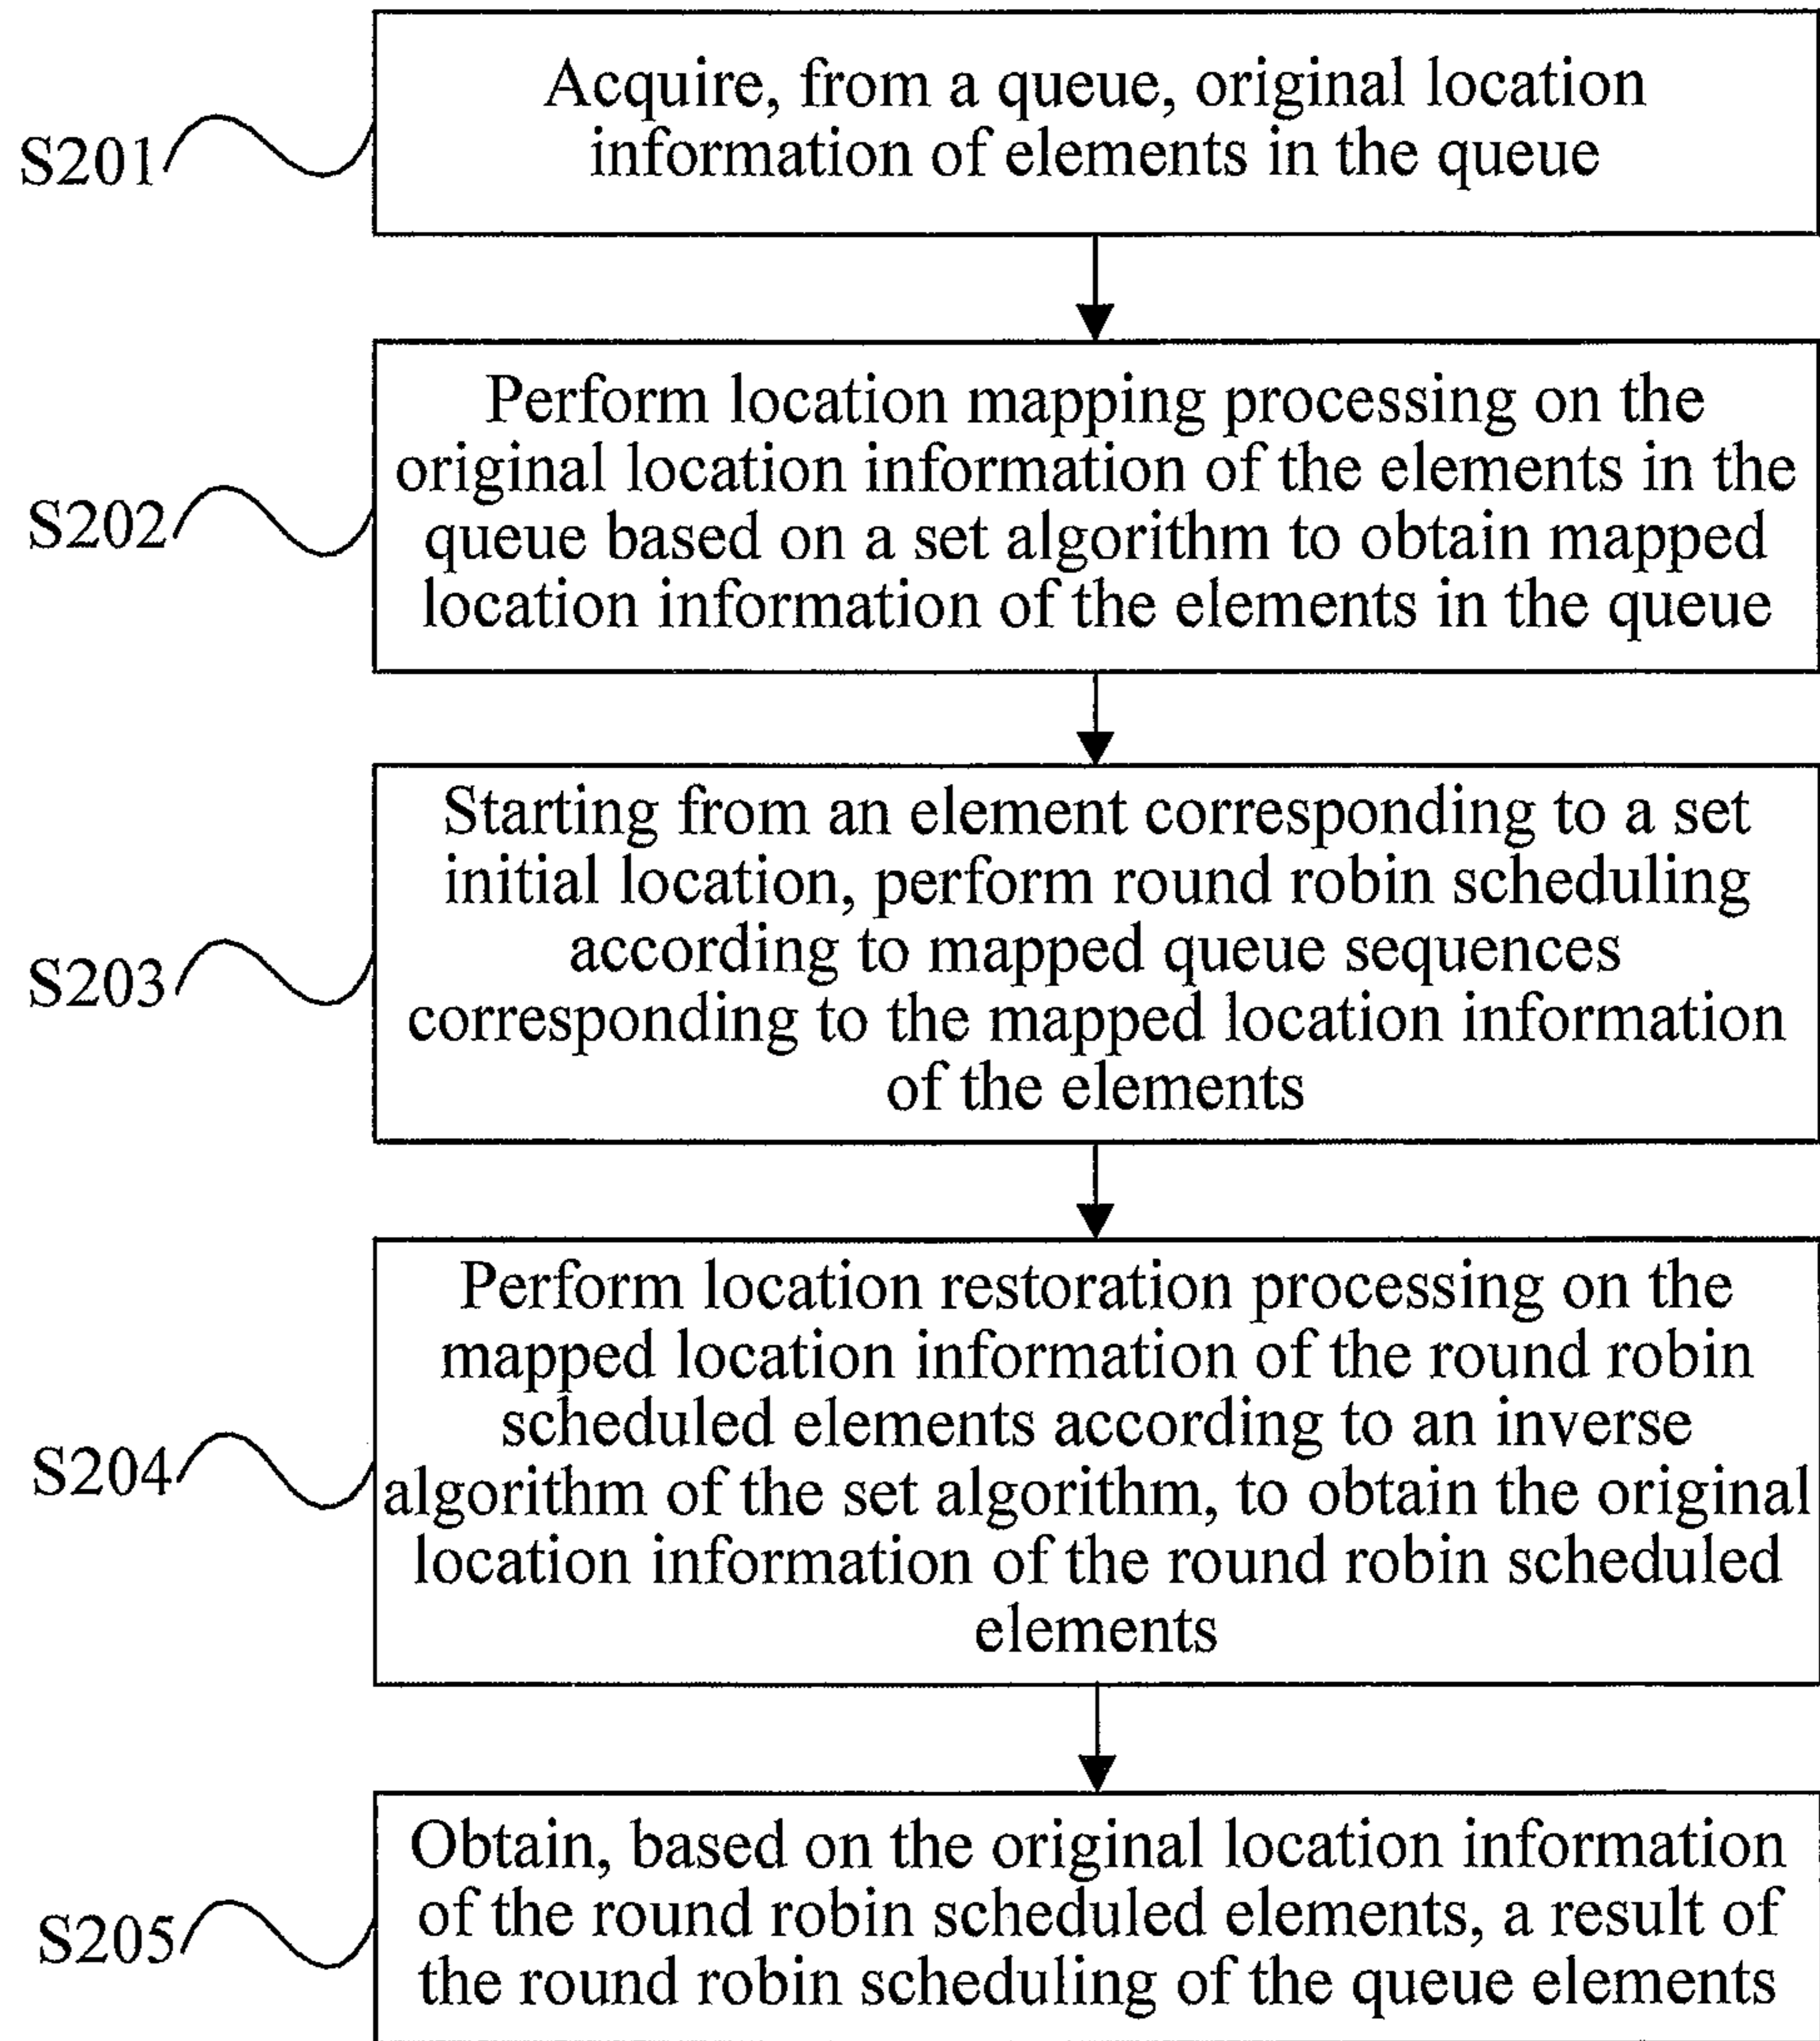 S201
Acquire, from a queue, original location
information of elements in the queue
S202
Perform location mapping processing on the
original location information of the elements in the
queue based on a set algorithm to obtain mapped
location information of the elements in the queue
S203
Starting from an element corresponding to a set
initial location, perform round robin scheduling
according to mapped queue sequences
corresponding to the mapped location information
of the elements
S204
Perform location restoration processing on the
mapped location information of the round robin
scheduled elements according to an inverse
algorithm of the set algorithm, to obtain the original
location information of the round robin scheduled
elements
S205
Obtain, based on the original location information
of the round robin scheduled elements, a result of
the round robin scheduling of the queue elements